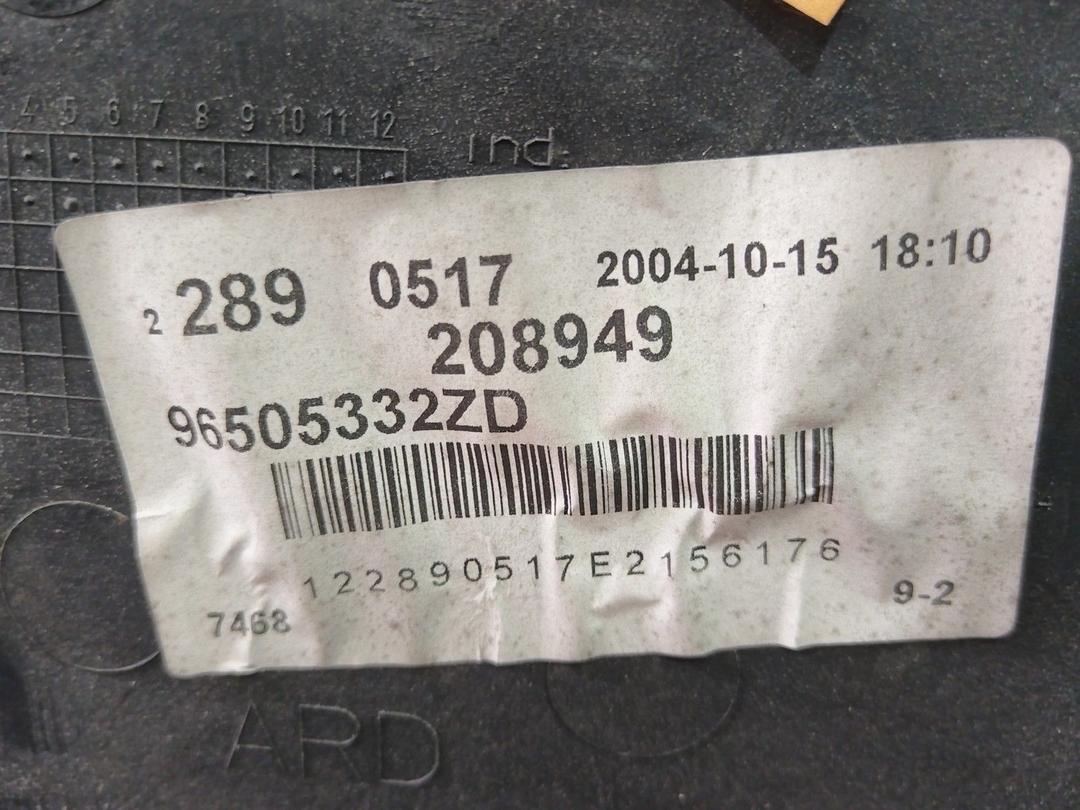 4 5 6 7 8 9 10 11 12
ind:
2 289 0517 2004-10-15 18:10
208949
96505332ZD
122890517E2156176
7468 9-2
ARD